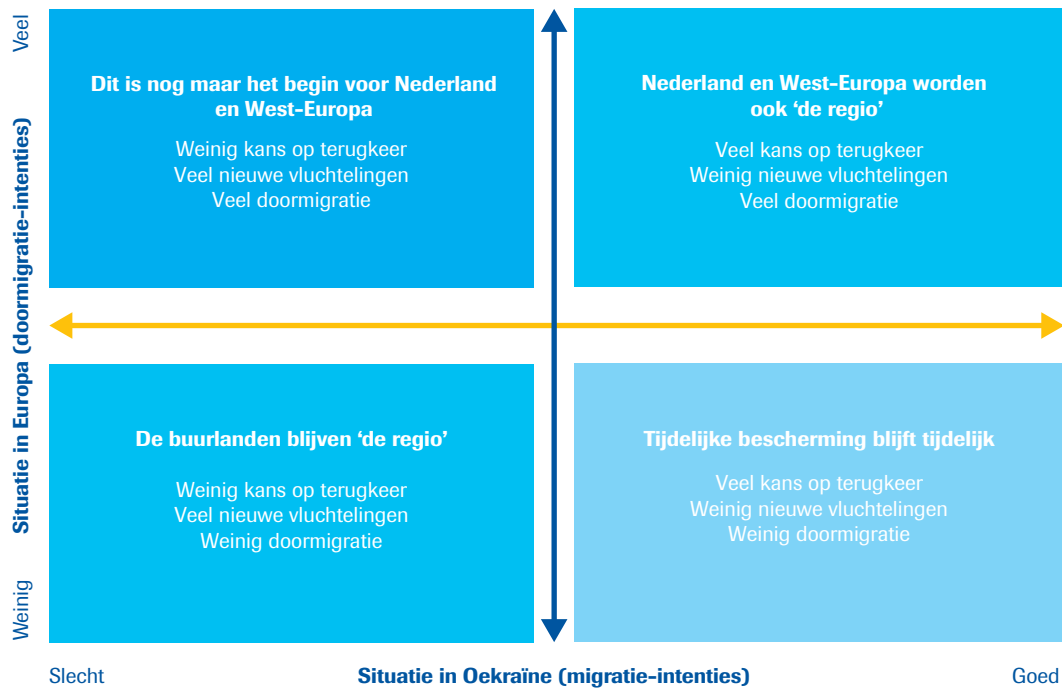 Veel
Situatie in Europa (doormigratie-intenties)
Weinig
Dit is nog maar het begin voor Nederland
en West-Europa
Weinig kans op terugkeer
Veel nieuwe vluchtelingen
Veel doormigratie
Nederland en West-Europa worden
ook ‘de regio’
Veel kans op terugkeer
Weinig nieuwe vluchtelingen
Veel doormigratie
De buurlanden blijven ‘de regio’
Weinig kans op terugkeer
Veel nieuwe vluchtelingen
Weinig doormigratie
Tijdelijke bescherming blijft tijdelijk
Veel kans op terugkeer
Weinig nieuwe vluchtelingen
Weinig doormigratie
Slecht
Situatie in Oekraïne (migratie-intenties)
Goed